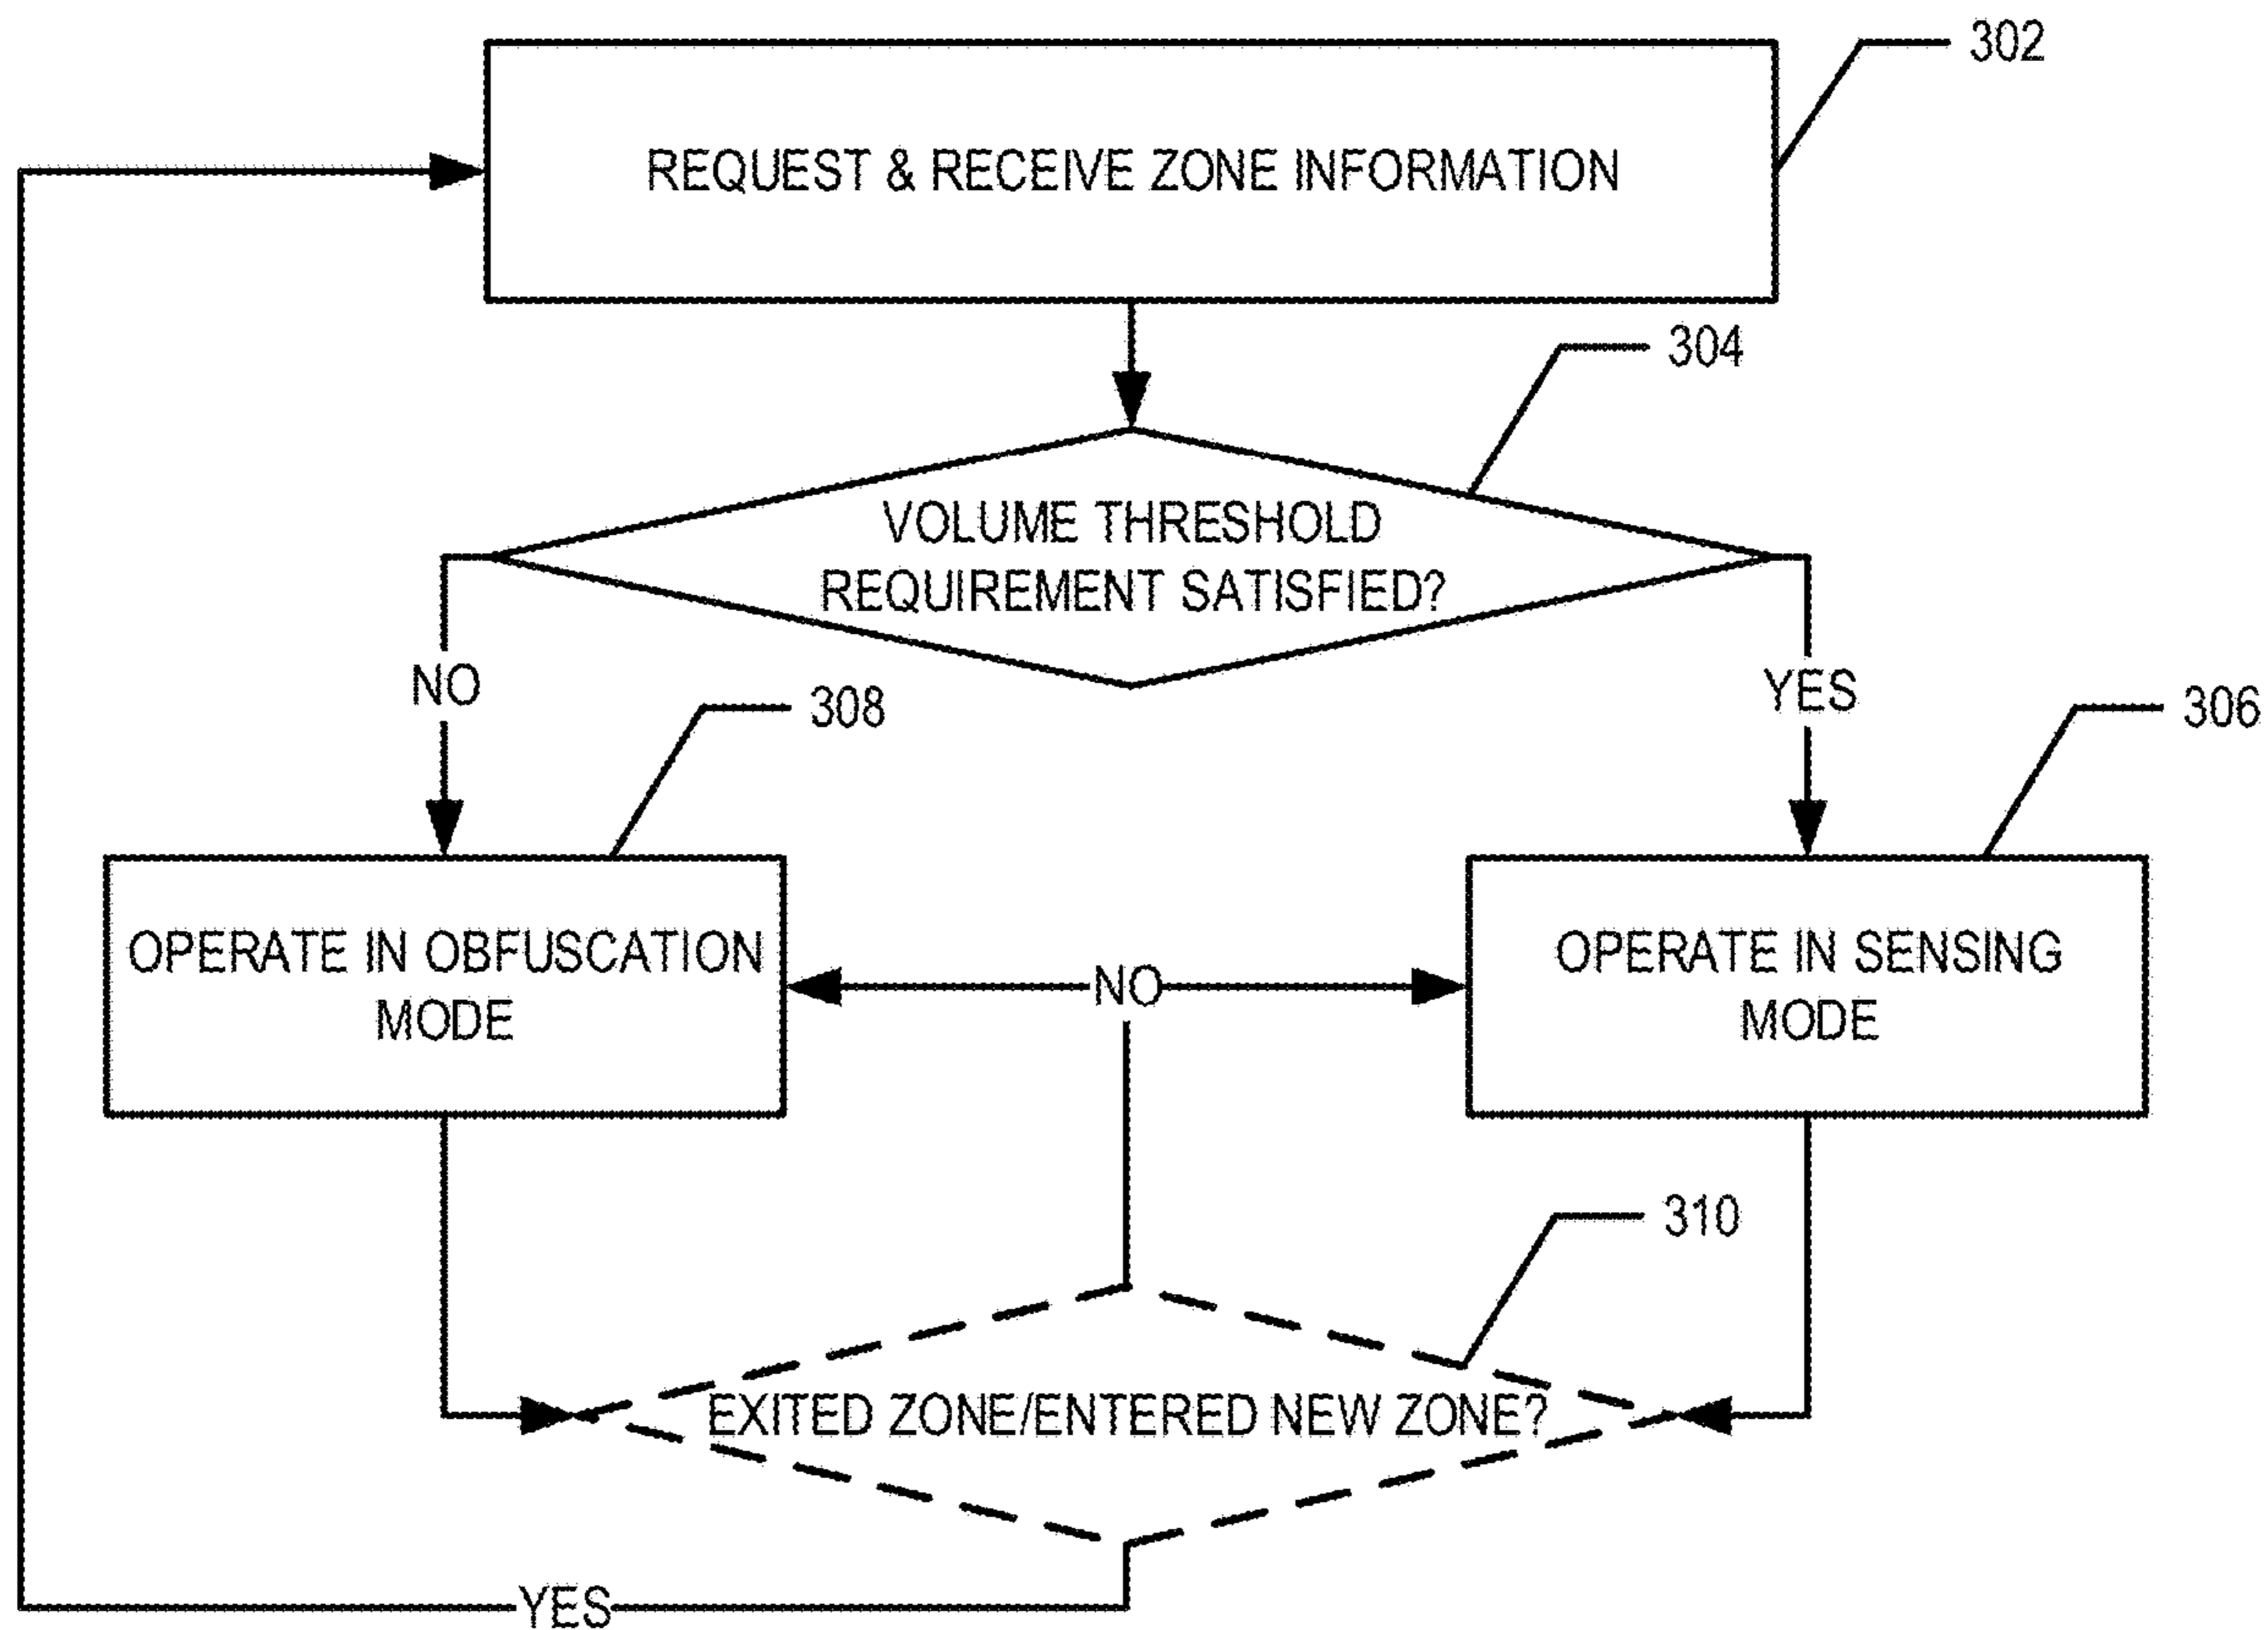 302
REQUEST & RECEIVE ZONE INFORMATION
304
VOLUME THRESHOLD
REQUIREMENT SATISFIED?
NO
YES
308
306
OPERATE IN OBFUSCATION
MODE
NO
OPERATE IN SENSING
MODE
310
EXITED ZONE/ENTERED NEW ZONE?
YES